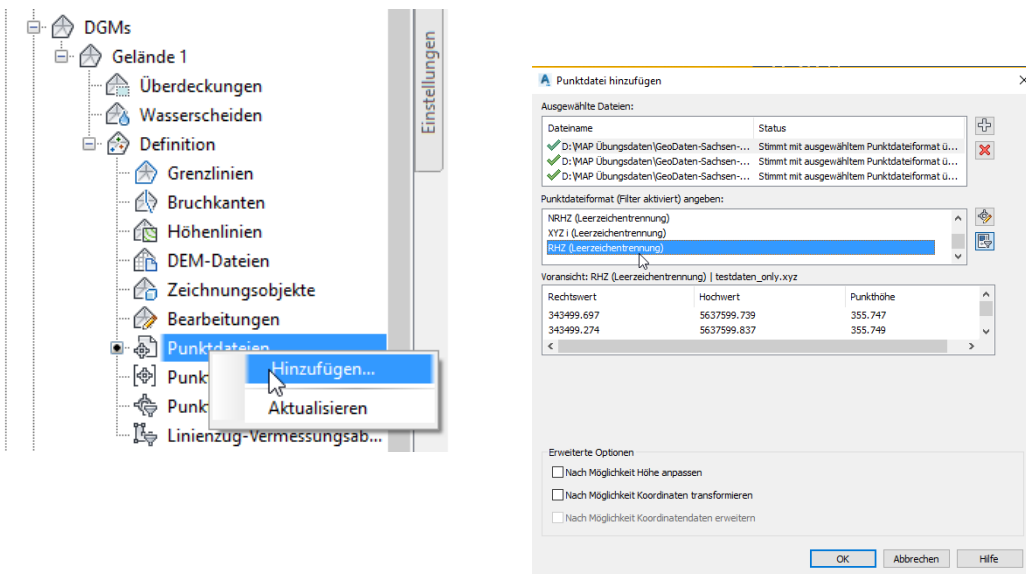 DGMs
Gelände 1
Überdeckungen
Wasserscheiden
Definition
Grenzlinien
Bruchkanten
Höhenlinien
DEM-Dateien
Zeichnungsobjekte
Bearbeitungen
Punktdateien
Hinzufügen...
Punk
Aktualisieren
Punk
Linienzug-Vermessungsab...
Einstellungen
Punktdatei hinzufügen
Ausgewählte Dateien:
Dateiname Status
D:\MAP Übungsdaten\GeoDaten-Sachsen-... Stimmt mit ausgewähltem Punktdateiformat ü...
D:\MAP Übungsdaten\GeoDaten-Sachsen-... Stimmt mit ausgewähltem Punktdateiformat ü...
D:\MAP Übungsdaten\GeoDaten-Sachsen-... Stimmt mit ausgewähltem Punktdateiformat ü...
Punktdateiformat (Filter aktiviert) angeben:
NRHZ (Leerzeichentrennung)
XYZ i (Leerzeichentrennung)
RHZ (Leerzeichentrennung)
Voransicht: RHZ (Leerzeichentrennung) | testdaten_only.xyz
Rechtswert Hochwert Punkthöhe
343499.697 5637599.739 355.747
343499.274 5637599.837 355.749
Erweiterte Optionen
Nach Möglichkeit Höhe anpassen
Nach Möglichkeit Koordinaten transformieren
Nach Möglichkeit Koordinatendaten erweitern
OK Abbrechen Hilfe